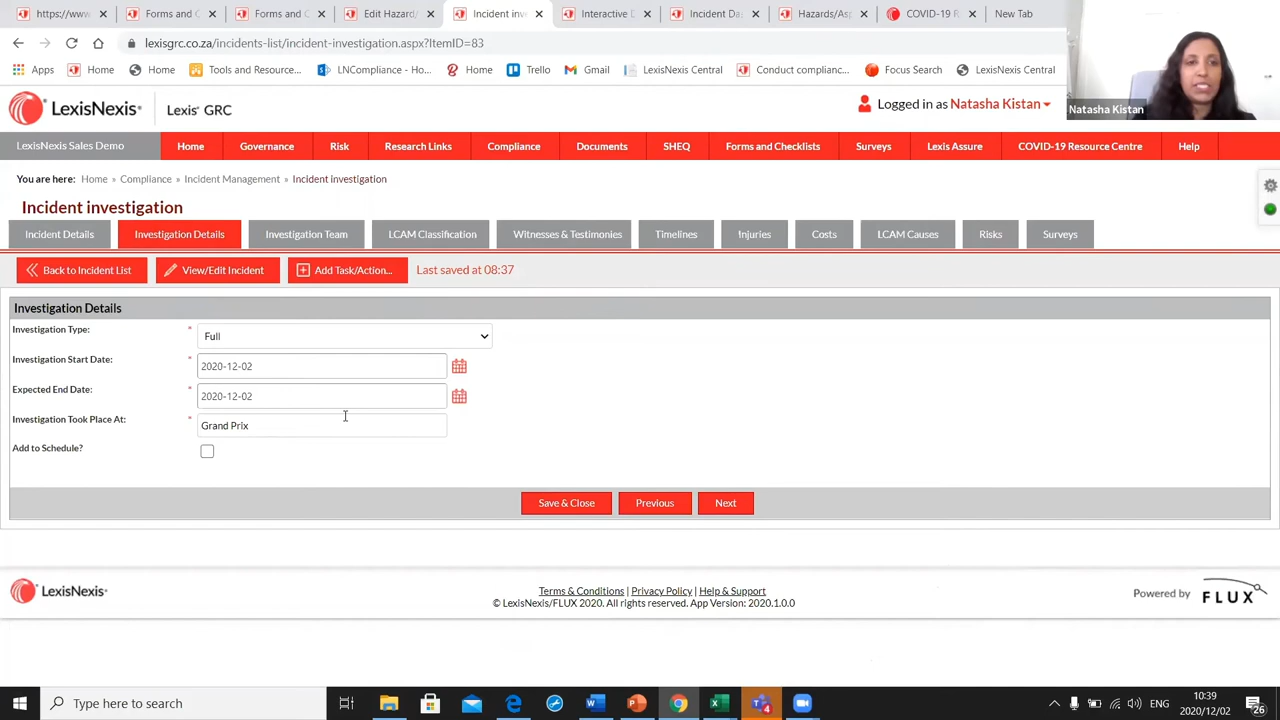 https://www
Forms and C
Forms and C
Edit Hazard/
Incident inve
Interactive D
Incident Da
Hazards/Asp
COVID-19 R
New Tab
lexisgrc.co.za/incidents-list/incident-investigation.aspx?ItemID=83
Apps Home Home Tools and Resource... LNCompliance - Ho... Home Trello Gmail LexisNexis Central Conduct complianc... Focus Search LexisNexis Central
Natasha Kistan
LexisNexis® Lexis® GRC
Logged in as Natasha Kistan
LexisNexis Sales Demo Home Governance Risk Research Links Compliance Documents SHEQ Forms and Checklists Surveys Lexis Assure COVID-19 Resource Centre Help
You are here: Home » Compliance » Incident Management » Incident investigation
Incident investigation
Incident Details Investigation Details Investigation Team LCAM Classification Witnesses & Testimonies Timelines Injuries Costs LCAM Causes Risks Surveys
Back to Incident List View/Edit Incident Add Task/Action... Last saved at 08:37
Investigation Details
Investigation Type: * Full
Investigation Start Date: * 2020-12-02
Expected End Date: * 2020-12-02
Investigation Took Place At: * Grand Prix
Add to Schedule?
Save & Close Previous Next
LexisNexis®
Terms & Conditions | Privacy Policy | Help & Support
© LexisNexis/FLUX 2020. All rights reserved. App Version: 2020.1.0.0
Powered by FLUX
Type here to search
4
ENG
10:39
2020/12/02
26